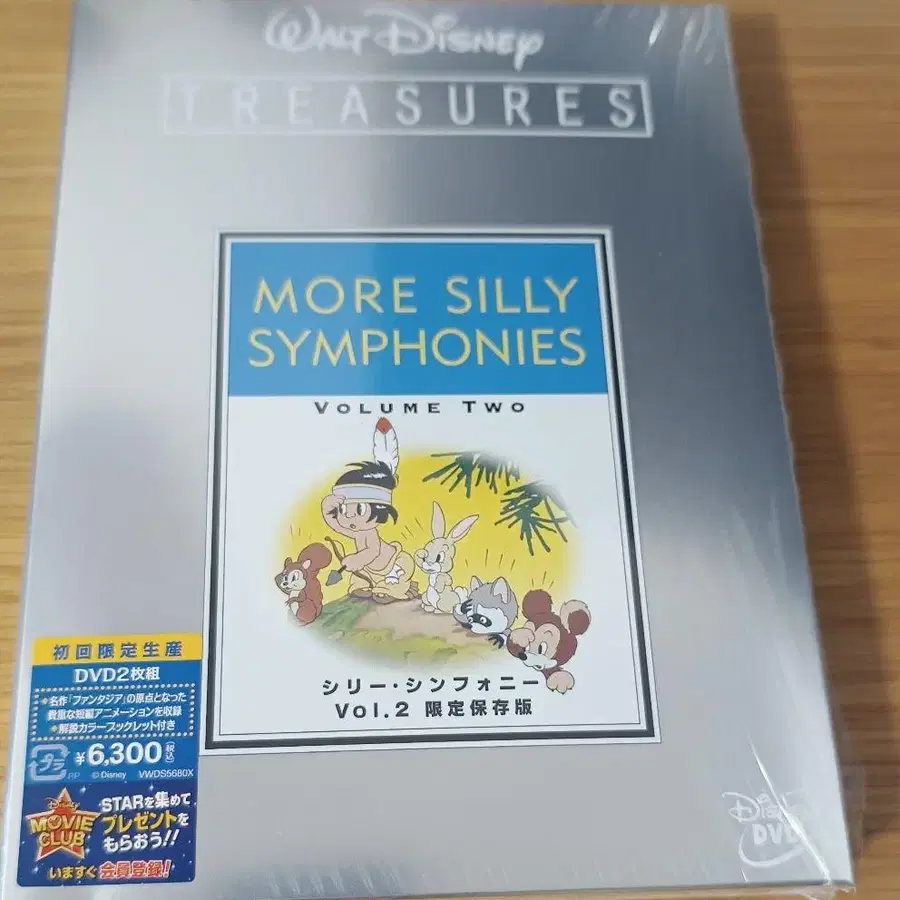 WALT DISNEY
TREASURES
MORE SILLY
SYMPHONIES
VOLUME TWO
シリー・シンフォニー
Vol.2 限定保存版
初回限定生産
DVD2枚組
●名作『ファンタジア』の原点となった
貴重な短編アニメーションを収録
●解説カラーブックレット付き
¥6,300 [税込]
プラ PP ©Disney VWDS5680X
Disney
MOVIE
CLUB
STARを集めて
プレゼントを
もらおう!!
いますぐ 会員登録!
Disney
DVD